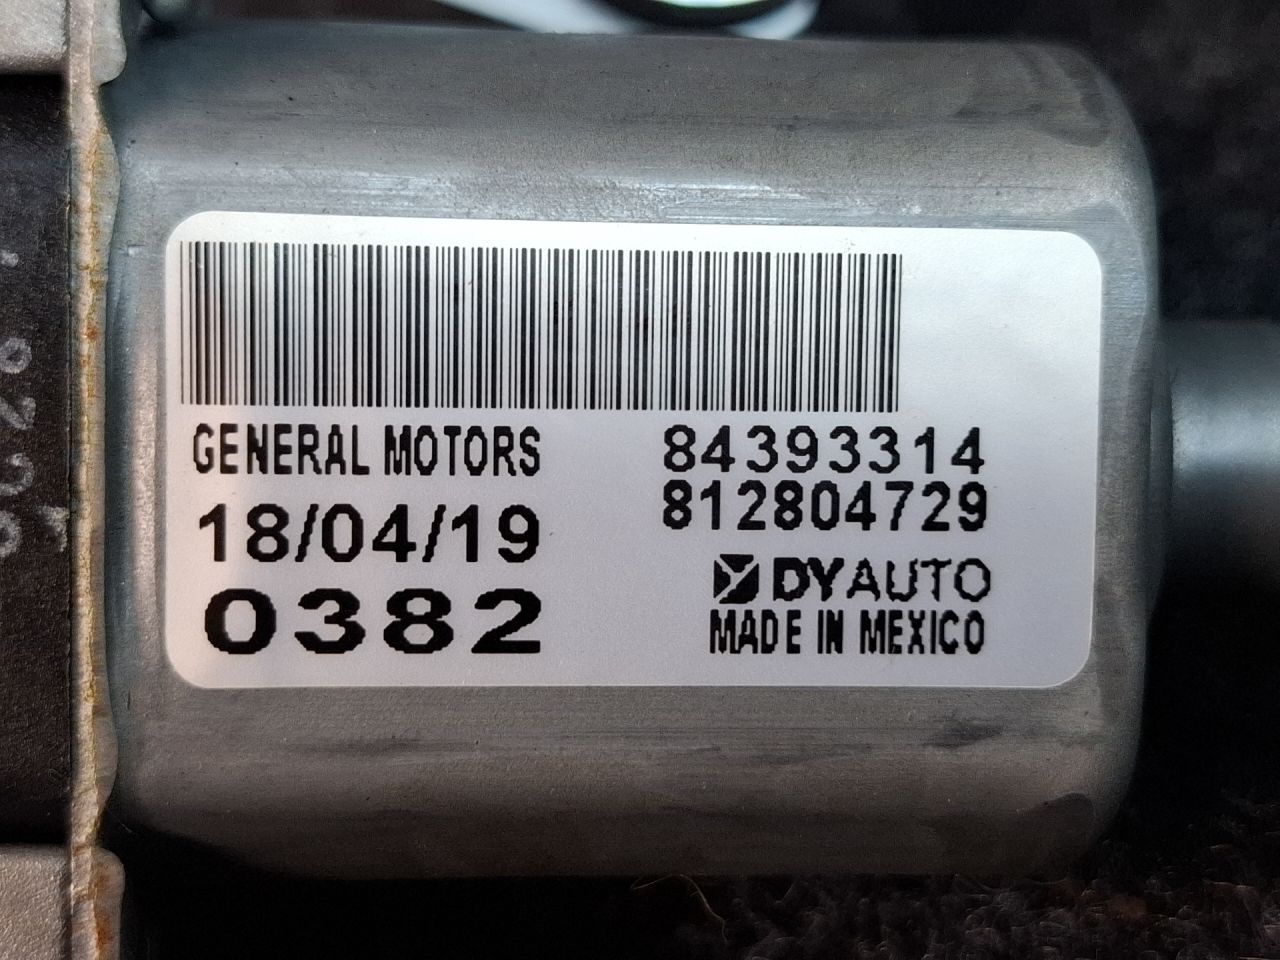 GENERAL MOTORS
84393314
812804729
18/04/19
0382
DYAUTO
MADE IN MEXICO